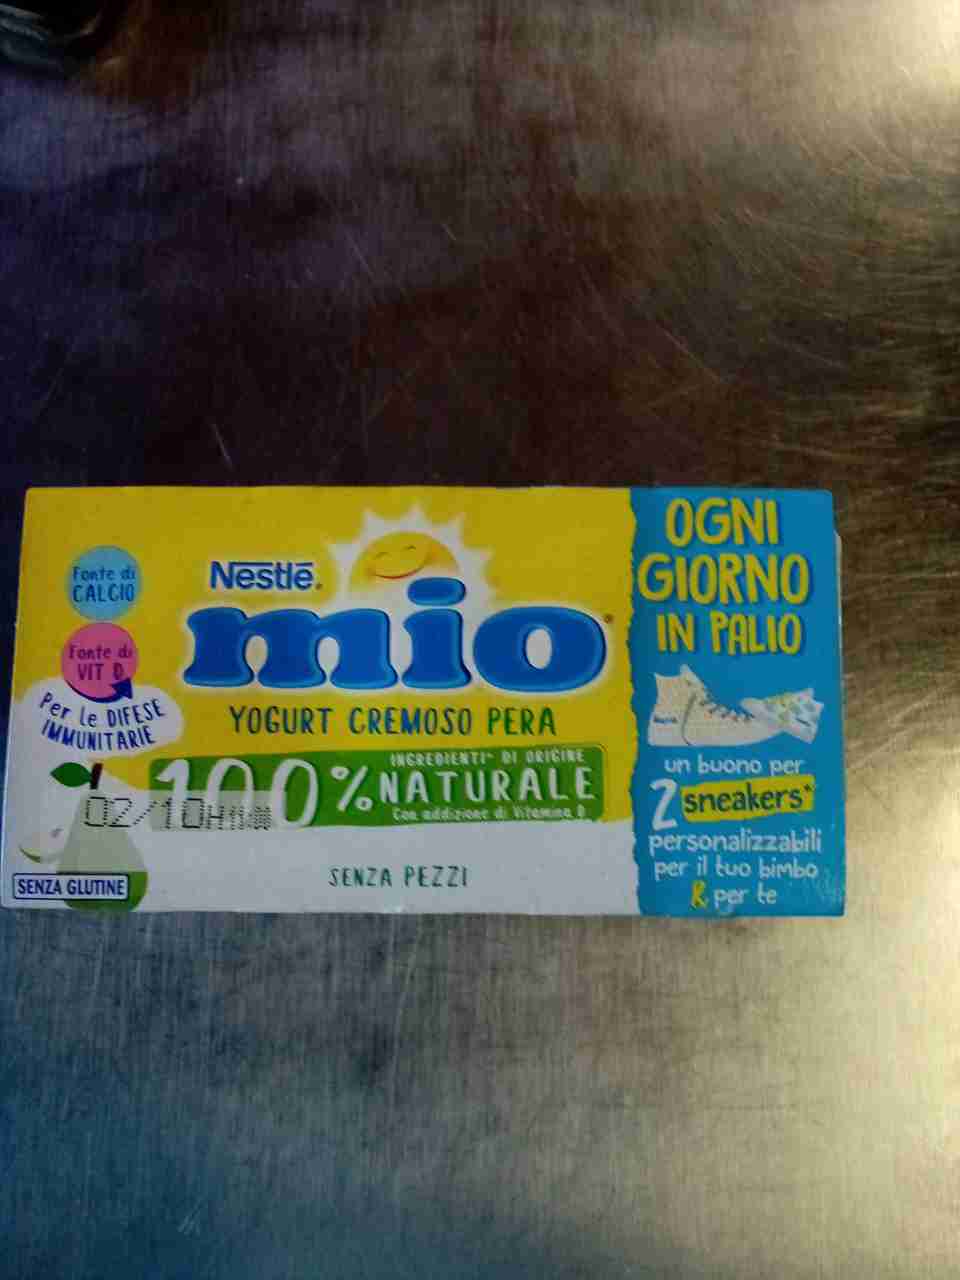 Fonte di
CALCIO
Fonte di
VIT D
Per le DIFESE
IMMUNITARIE
Nestlé®
mio®
YOGURT CREMOSO PERA
INGREDIENTI* DI ORIGINE
100% NATURALE
Con addizione di Vitamina D
02/10
SENZA GLUTINE
SENZA PEZZI
OGNI
GIORNO
IN PALIO
un buono per
2 sneakers*
personalizzabili
per il tuo bimbo
& per te